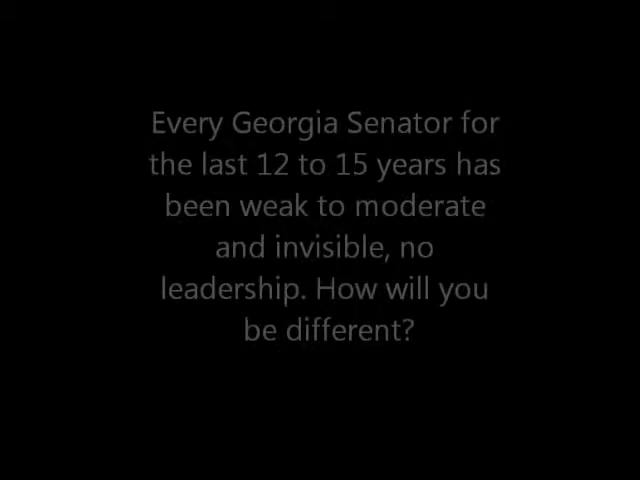 Every Georgia Senator for
the last 12 to 15 years has
been weak to moderate
and invisible, no
leadership. How will you
be different?